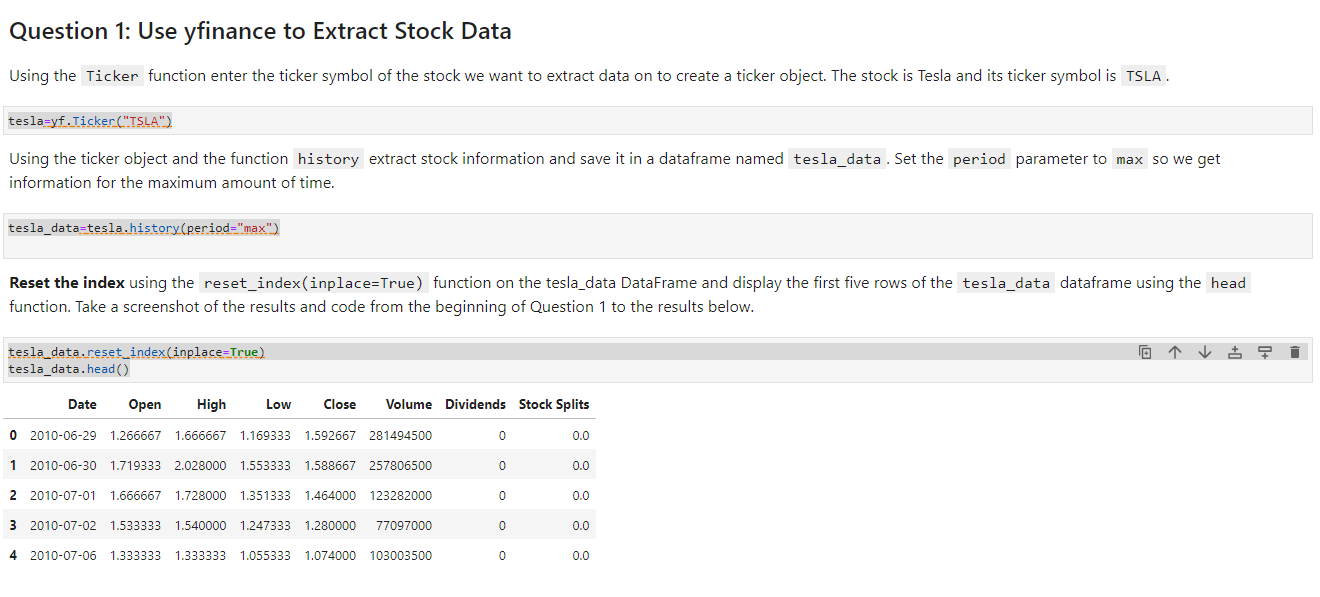 Question 1: Use yfinance to Extract Stock Data
Using the Ticker function enter the ticker symbol of the stock we want to extract data on to create a ticker object. The stock is Tesla and its ticker symbol is TSLA.
tesla=yf.Ticker("TSLA")
Using the ticker object and the function history extract stock information and save it in a dataframe named tesla_data. Set the period parameter to max so we get
information for the maximum amount of time.
tesla_data=tesla.history(period="max")
Reset the index using the reset_index(inplace=True) function on the tesla_data DataFrame and display the first five rows of the tesla_data dataframe using the head
function. Take a screenshot of the results and code from the beginning of Question 1 to the results below.
tesla_data.reset_index(inplace=True)
tesla_data.head()
Date Open High Low Close Volume Dividends Stock Splits
0 2010-06-29 1.266667 1.666667 1.169333 1.592667 281494500 0 0.0
1 2010-06-30 1.719333 2.028000 1.553333 1.588667 257806500 0 0.0
2 2010-07-01 1.666667 1.728000 1.351333 1.464000 123282000 0 0.0
3 2010-07-02 1.533333 1.540000 1.247333 1.280000 77097000 0 0.0
4 2010-07-06 1.333333 1.333333 1.055333 1.074000 103003500 0 0.0